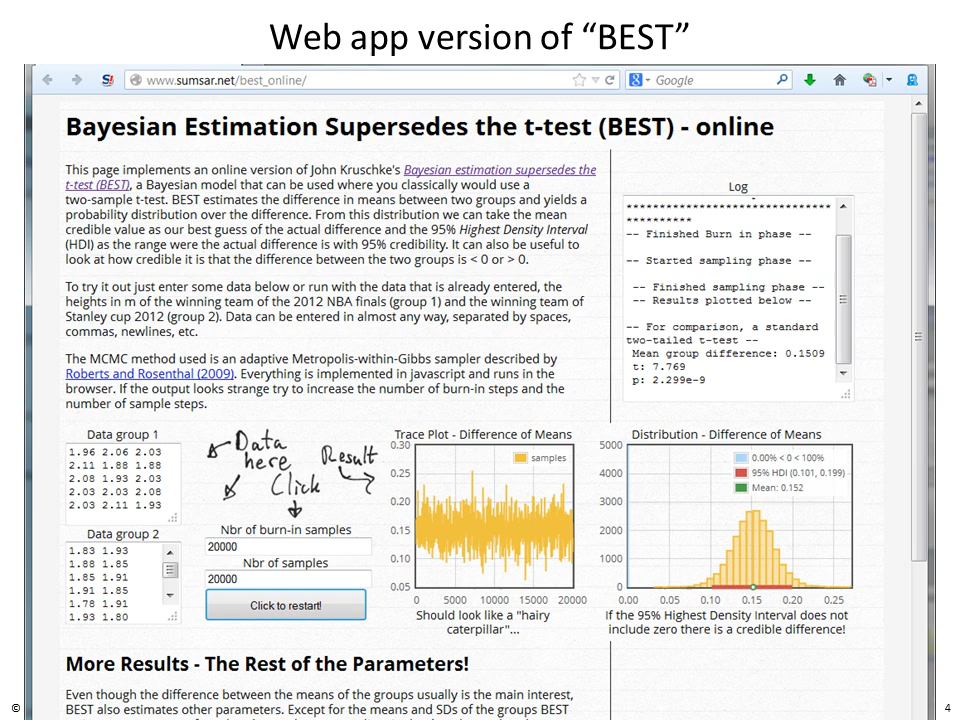 Web app version of “BEST”
www.sumsar.net/best_online/
Google
Bayesian Estimation Supersedes the t-test (BEST) - online
This page implements an online version of John Kruschke's Bayesian estimation supersedes the
t-test (BEST), a Bayesian model that can be used where you classically would use a
two-sample t-test. BEST estimates the difference in means between two groups and yields a
probability distribution over the difference. From this distribution we can take the mean
credible value as our best guess of the actual difference and the 95% Highest Density Interval
(HDI) as the range were the actual difference is with 95% credibility. It can also be useful to
look at how credible it is that the difference between the two groups is < 0 or > 0.
To try it out just enter some data below or run with the data that is already entered, the
heights in m of the winning team of the 2012 NBA finals (group 1) and the winning team of
Stanley cup 2012 (group 2). Data can be entered in almost any way, separated by spaces,
commas, newlines, etc.
The MCMC method used is an adaptive Metropolis-within-Gibbs sampler described by
Roberts and Rosenthal (2009). Everything is implemented in javascript and runs in the
browser. If the output looks strange try to increase the number of burn-in steps and the
number of sample steps.
Log
*******************************
**********
-- Finished Burn in phase --
-- Started sampling phase --
-- Finished sampling phase --
-- Results plotted below --
-- For comparison, a standard
two-tailed t-test --
Mean group difference: 0.1509
t: 7.769
p: 2.299e-9
Data group 1
1.96 2.06 2.03
2.11 1.88 1.88
2.08 1.93 2.03
2.03 2.03 2.08
2.03 2.11 1.93
Data group 2
1.83 1.93
1.88 1.85
1.85 1.91
1.91 1.85
1.78 1.91
1.93 1.80
Data
here
Click
Result
Nbr of burn-in samples
20000
Nbr of samples
20000
Click to restart!
Trace Plot - Difference of Means
samples
0.30
0.25
0.20
0.15
0.10
0.05
0 5000 10000 15000 20000
Should look like a "hairy
caterpillar"...
Distribution - Difference of Means
0.00% < 0 < 100%
95% HDI (0.101, 0.199)
Mean: 0.152
5000
4000
3000
2000
1000
0
0.00 0.05 0.10 0.15 0.20 0.25
If the 95% Highest Density Interval does not
include zero there is a credible difference!
More Results - The Rest of the Parameters!
Even though the difference between the means of the groups usually is the main interest,
BEST also estimates other parameters. Except for the means and SDs of the groups BEST
©
4